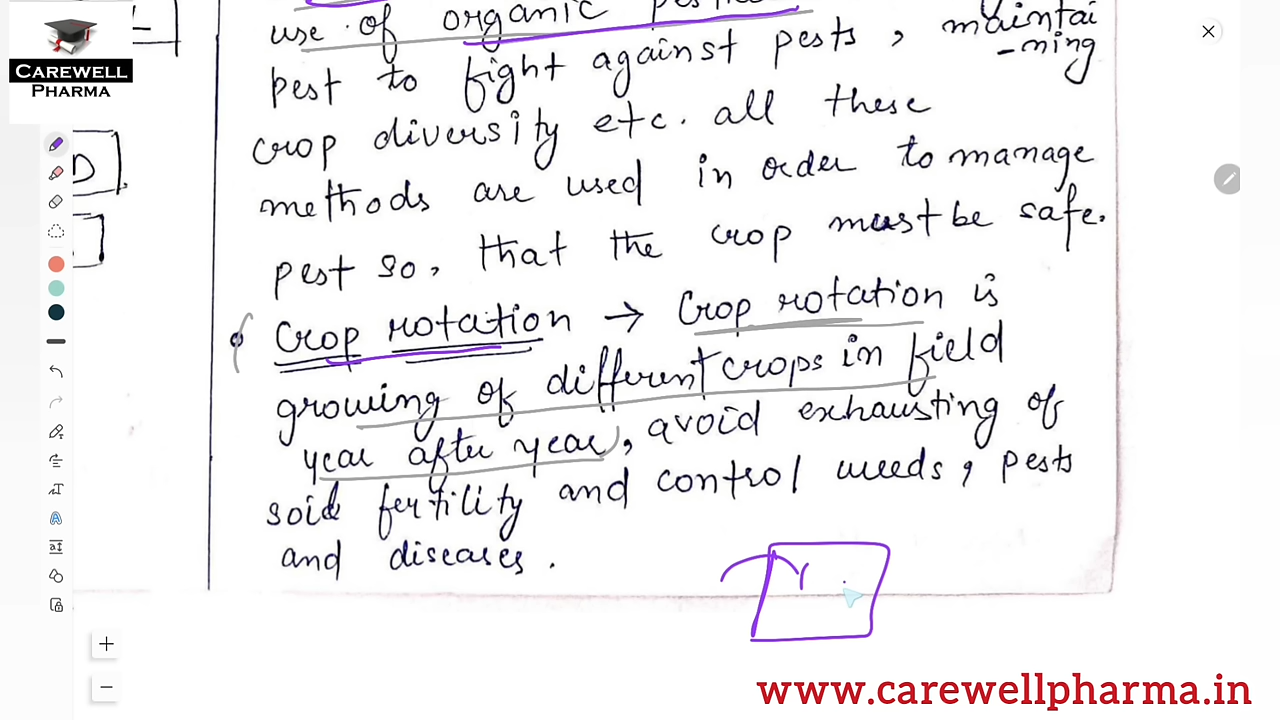 CAREWELL
PHARMA
use of organic
pest to fight against pests, maintai
-ning
crop diversity etc. all these
methods are used in order to manage
pest so, that the crop must be safe.
D
Crop rotation → Crop rotation is
growing of different crops in field
year after year, avoid exhausting of
soil fertility and control weeds, pests
and diseases.
www.carewellpharma.in